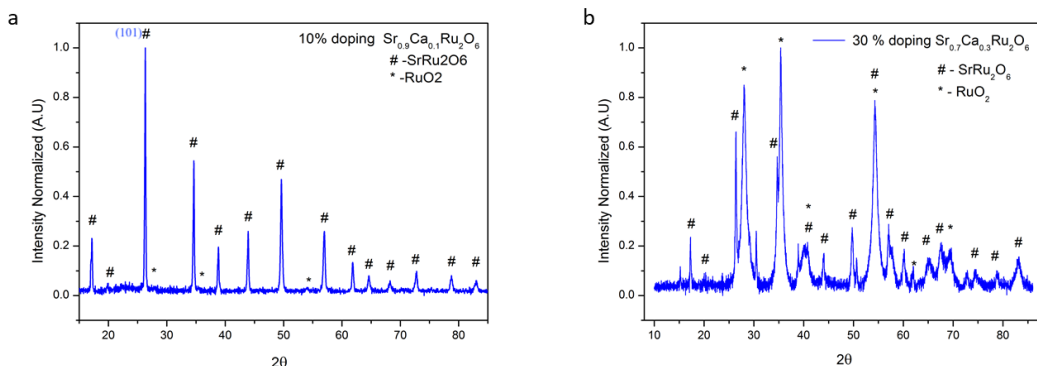 a
(101)
#
10% doping Sr₀.₉Ca₀.₁Ru₂O₆
# -SrRu2O6
* -RuO2
# # * # * # # # # * # # # # # #
Intensity Normalized (A.U)
1.0
0.8
0.6
0.4
0.2
0.0
20 30 40 50 60 70 80
2θ
b
30 % doping Sr₀.₇Ca₀.₃Ru₂O₆
# - SrRu₂O₆
* - RuO₂
# # # * # * * # # # # * # # * # # * # # #
Intensity Normalized (A.U)
1.0
0.8
0.6
0.4
0.2
0.0
10 20 30 40 50 60 70 80
2θ